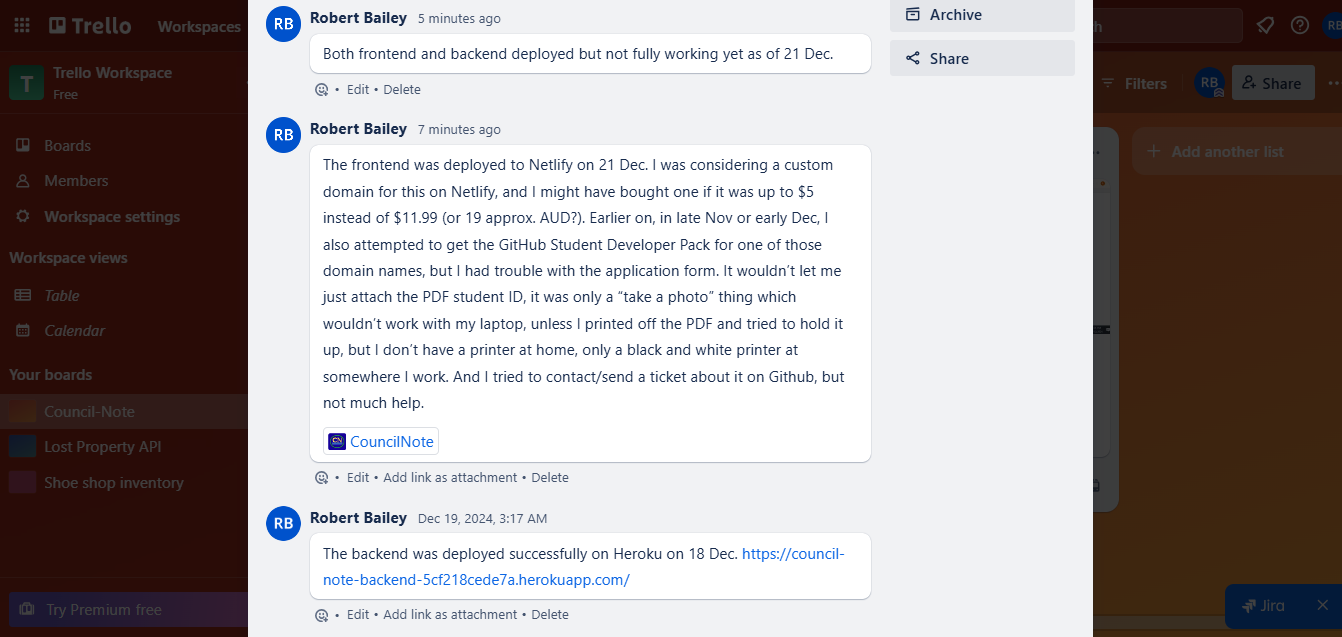 Trello
Workspaces
RB
T
Trello Workspace
Free
Boards
Members
Workspace settings
Workspace views
Table
Calendar
Your boards
Council-Note
Lost Property API
Shoe shop inventory
Try Premium free
RB
Robert Bailey 5 minutes ago
Both frontend and backend deployed but not fully working yet as of 21 Dec.
• Edit • Delete
RB
Robert Bailey 7 minutes ago
The frontend was deployed to Netlify on 21 Dec. I was considering a custom
domain for this on Netlify, and I might have bought one if it was up to $5
instead of $11.99 (or 19 approx. AUD?). Earlier on, in late Nov or early Dec, I
also attempted to get the GitHub Student Developer Pack for one of those
domain names, but I had trouble with the application form. It wouldn’t let me
just attach the PDF student ID, it was only a “take a photo” thing which
wouldn’t work with my laptop, unless I printed off the PDF and tried to hold it
up, but I don’t have a printer at home, only a black and white printer at
somewhere I work. And I tried to contact/send a ticket about it on Github, but
not much help.
CN CouncilNote
• Edit • Add link as attachment • Delete
RB
Robert Bailey Dec 19, 2024, 3:17 AM
The backend was deployed successfully on Heroku on 18 Dec. https://council-
note-backend-5cf218cede7a.herokuapp.com/
• Edit • Add link as attachment • Delete
Archive
Share
Filters
RB
Share
Add another list
Jira